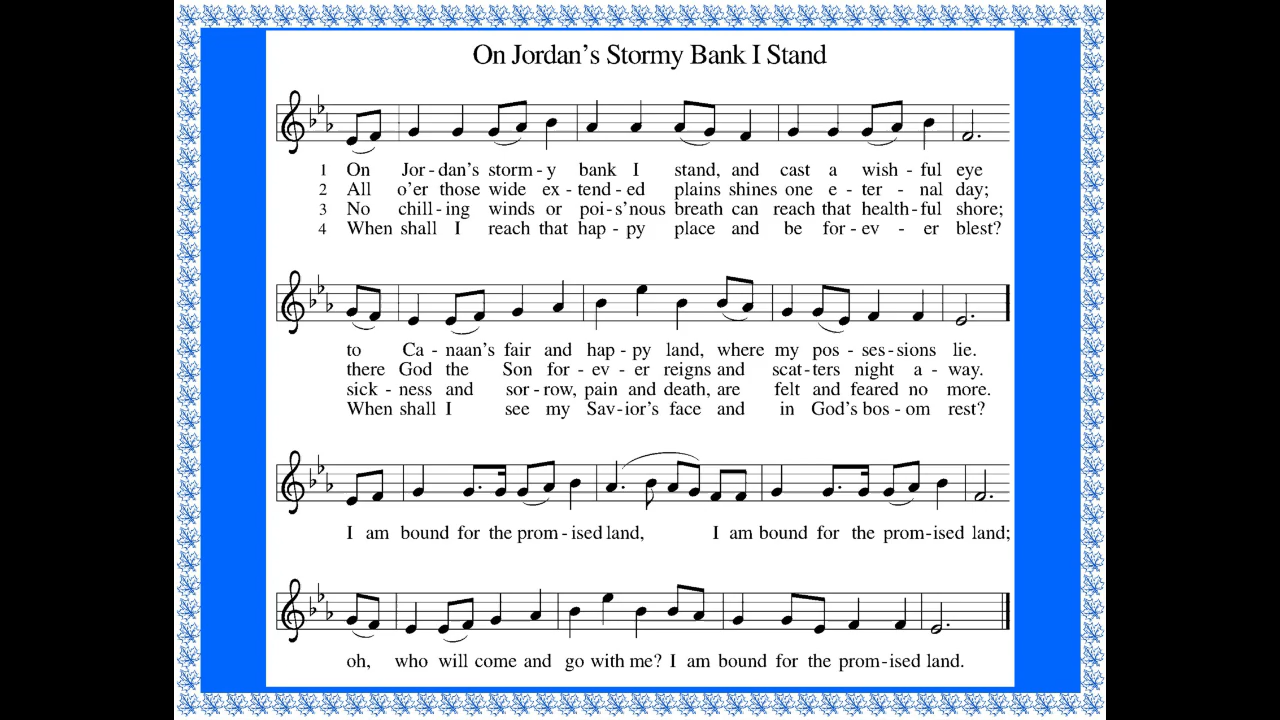 On Jordan's Stormy Bank I Stand
1 On Jor-dan's storm-y bank I stand, and cast a wish-ful eye
2 All o'er those wide ex-tend-ed plains shines one e-ter-nal day;
3 No chill-ing winds or poi-s'nous breath can reach that health-ful shore;
4 When shall I reach that hap-py place and be for-ev-er blest?
to Ca-naan's fair and hap-py land, where my pos-ses-sions lie.
there God the Son for-ev-er reigns and scat-ters night a-way.
sick-ness and sor-row, pain and death, are felt and feared no more.
When shall I see my Sav-ior's face and in God's bos-om rest?
I am bound for the prom-ised land, I am bound for the prom-ised land;
oh, who will come and go with me? I am bound for the prom-ised land.